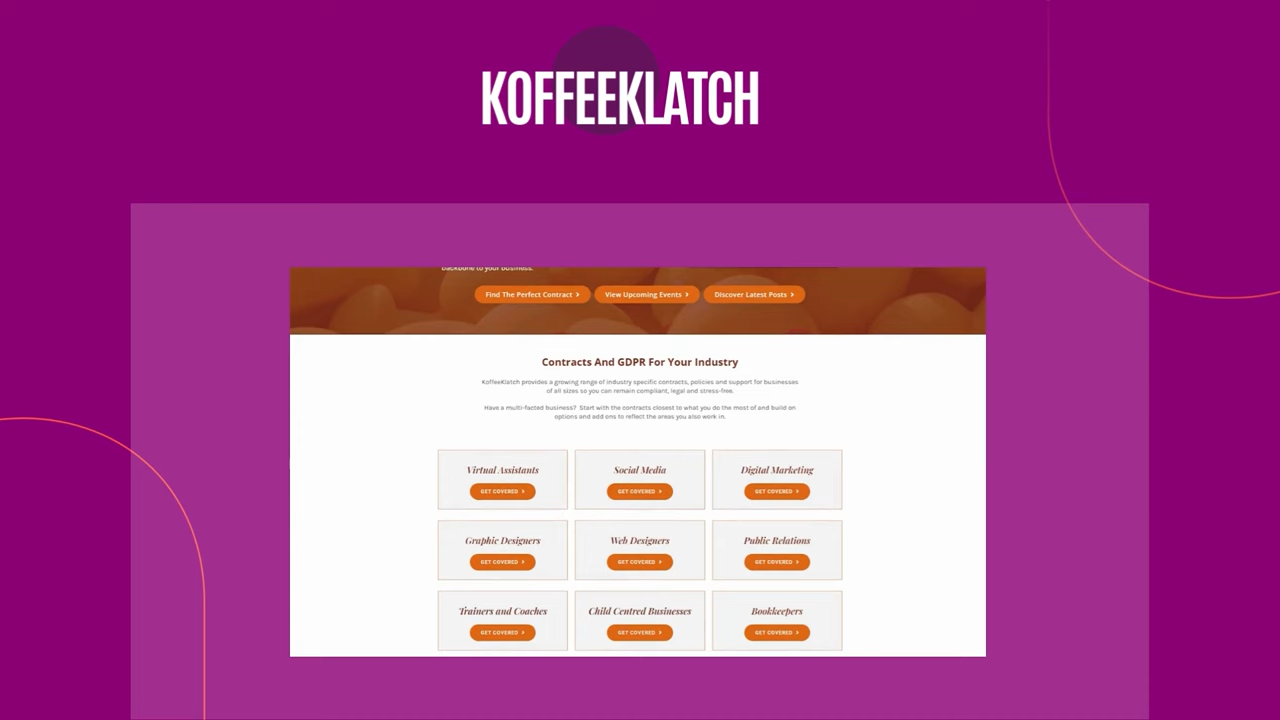 KOFFEEKLATCH
backbone to your business.
Find The Perfect Contract >
View Upcoming Events >
Discover Latest Posts >
Contracts And GDPR For Your Industry
KoffeeKlatch provides a growing range of industry specific contracts, policies and support for businesses
of all sizes so you can remain compliant, legal and stress-free.
Have a multi-facted business? Start with the contracts closest to what you do the most of and build on
options and add ons to reflect the areas you also work in.
Virtual Assistants
GET COVERED >
Social Media
GET COVERED >
Digital Marketing
GET COVERED >
Graphic Designers
GET COVERED >
Web Designers
GET COVERED >
Public Relations
GET COVERED >
Trainers and Coaches
GET COVERED >
Child Centred Businesses
GET COVERED >
Bookkeepers
GET COVERED >